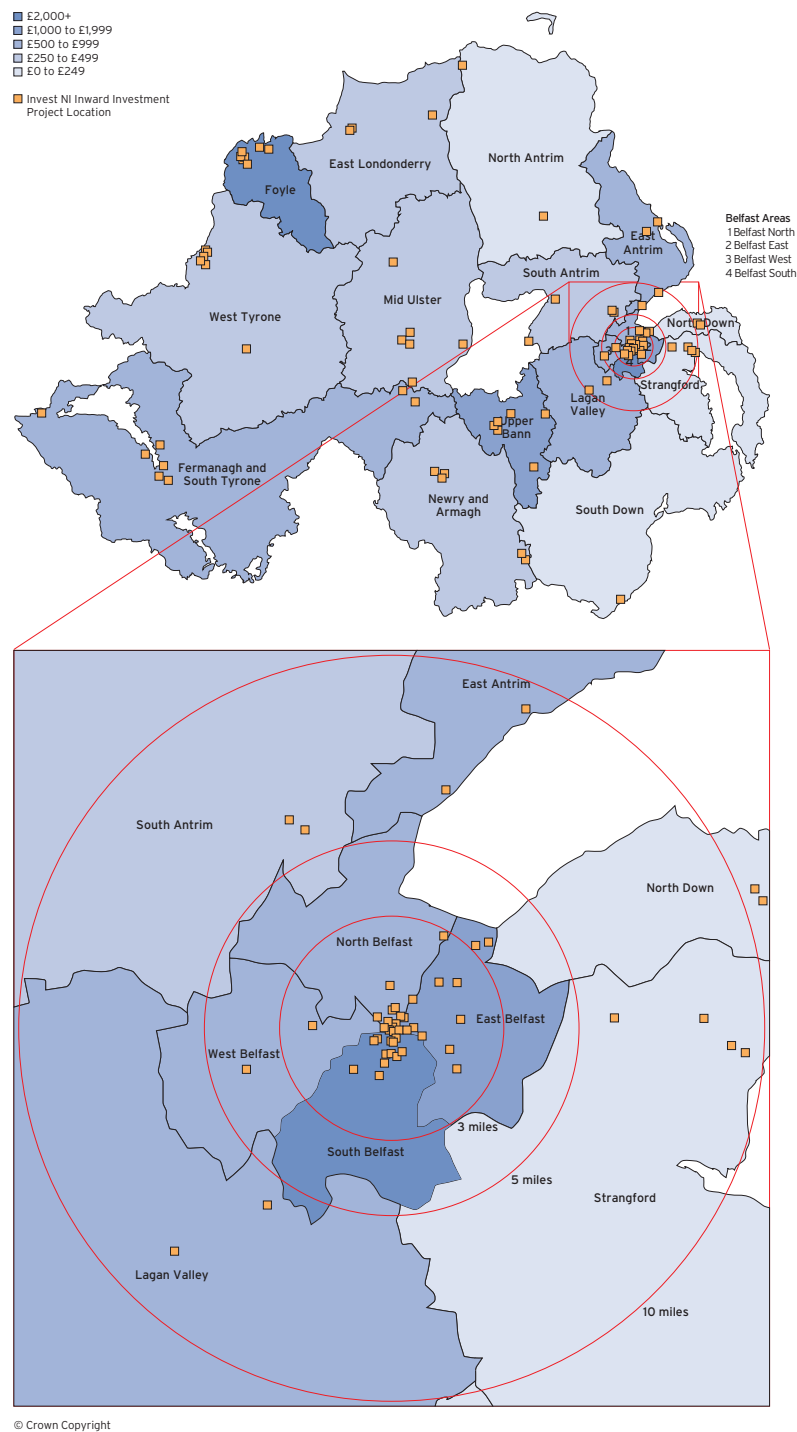 £2,000+
£1,000 to £1,999
£500 to £999
£250 to £499
£0 to £249
Invest NI Inward Investment
Project Location
East Londonderry
North Antrim
Foyle
East
Antrim
Belfast Areas
1 Belfast North
2 Belfast East
3 Belfast West
4 Belfast South
South Antrim
Mid Ulster
West Tyrone
North Down
Strangford
Lagan
Valley
Upper
Bann
Fermanagh and
South Tyrone
Newry and
Armagh
South Down
East Antrim
South Antrim
North Down
North Belfast
East Belfast
West Belfast
3 miles
South Belfast
5 miles
Strangford
Lagan Valley
10 miles
© Crown Copyright